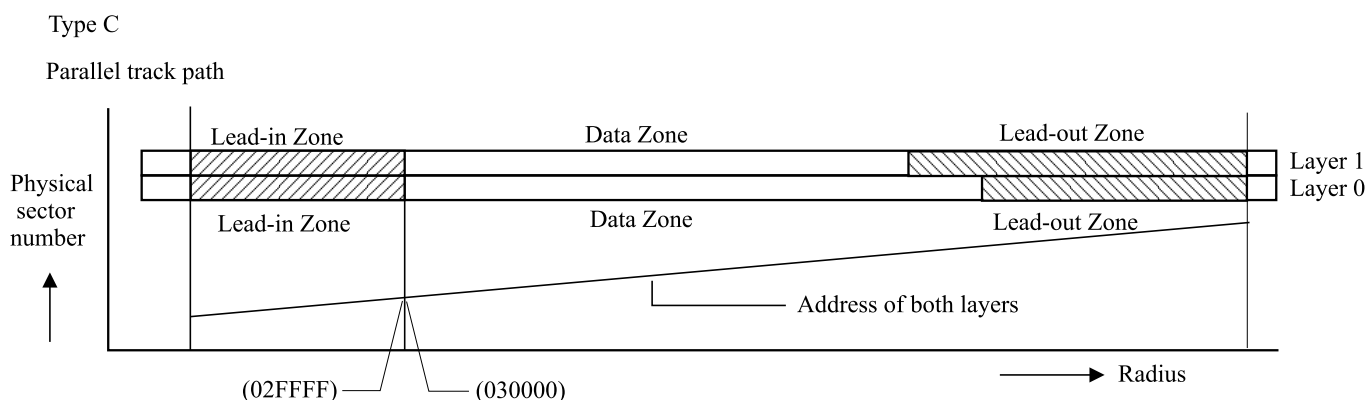 Type C
Parallel track path
Lead-in Zone
Data Zone
Lead-out Zone
Layer 1
Layer 0
Physical
sector
number
Lead-in Zone
Data Zone
Lead-out Zone
Address of both layers
(02FFFF)
(030000)
Radius